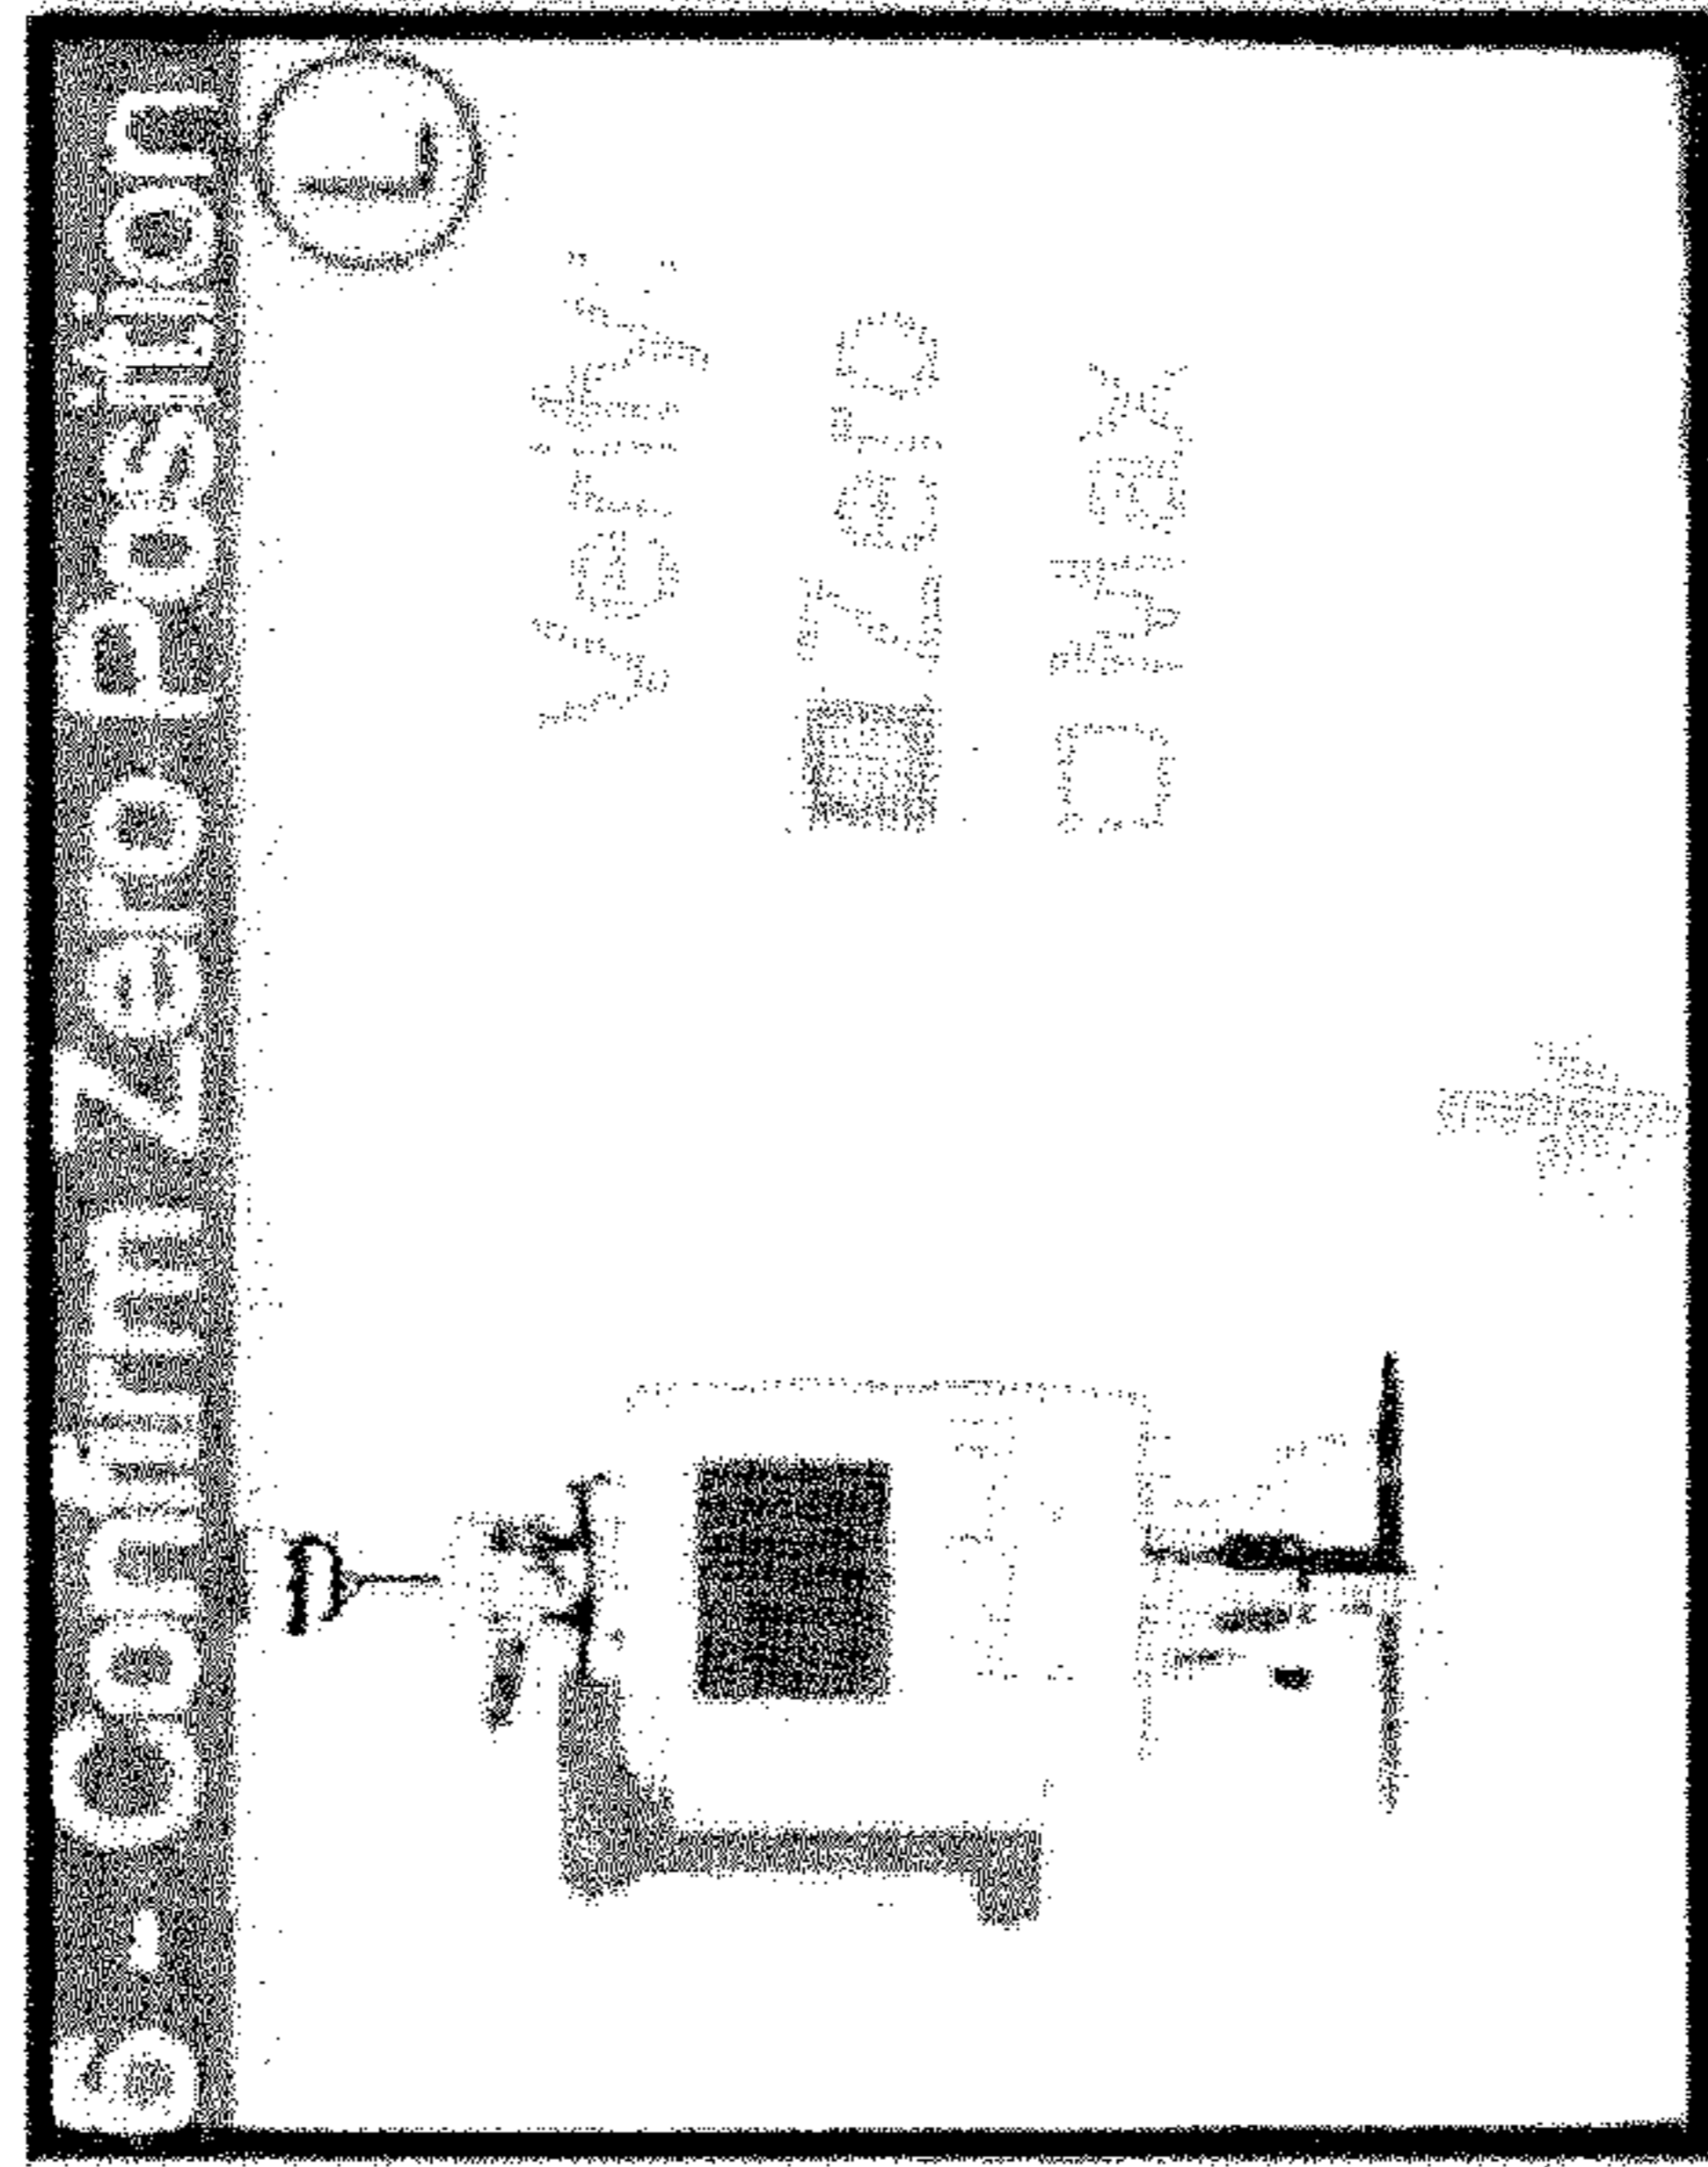 6 - Confirm Zero Position
L
Verify:
Zero
Max